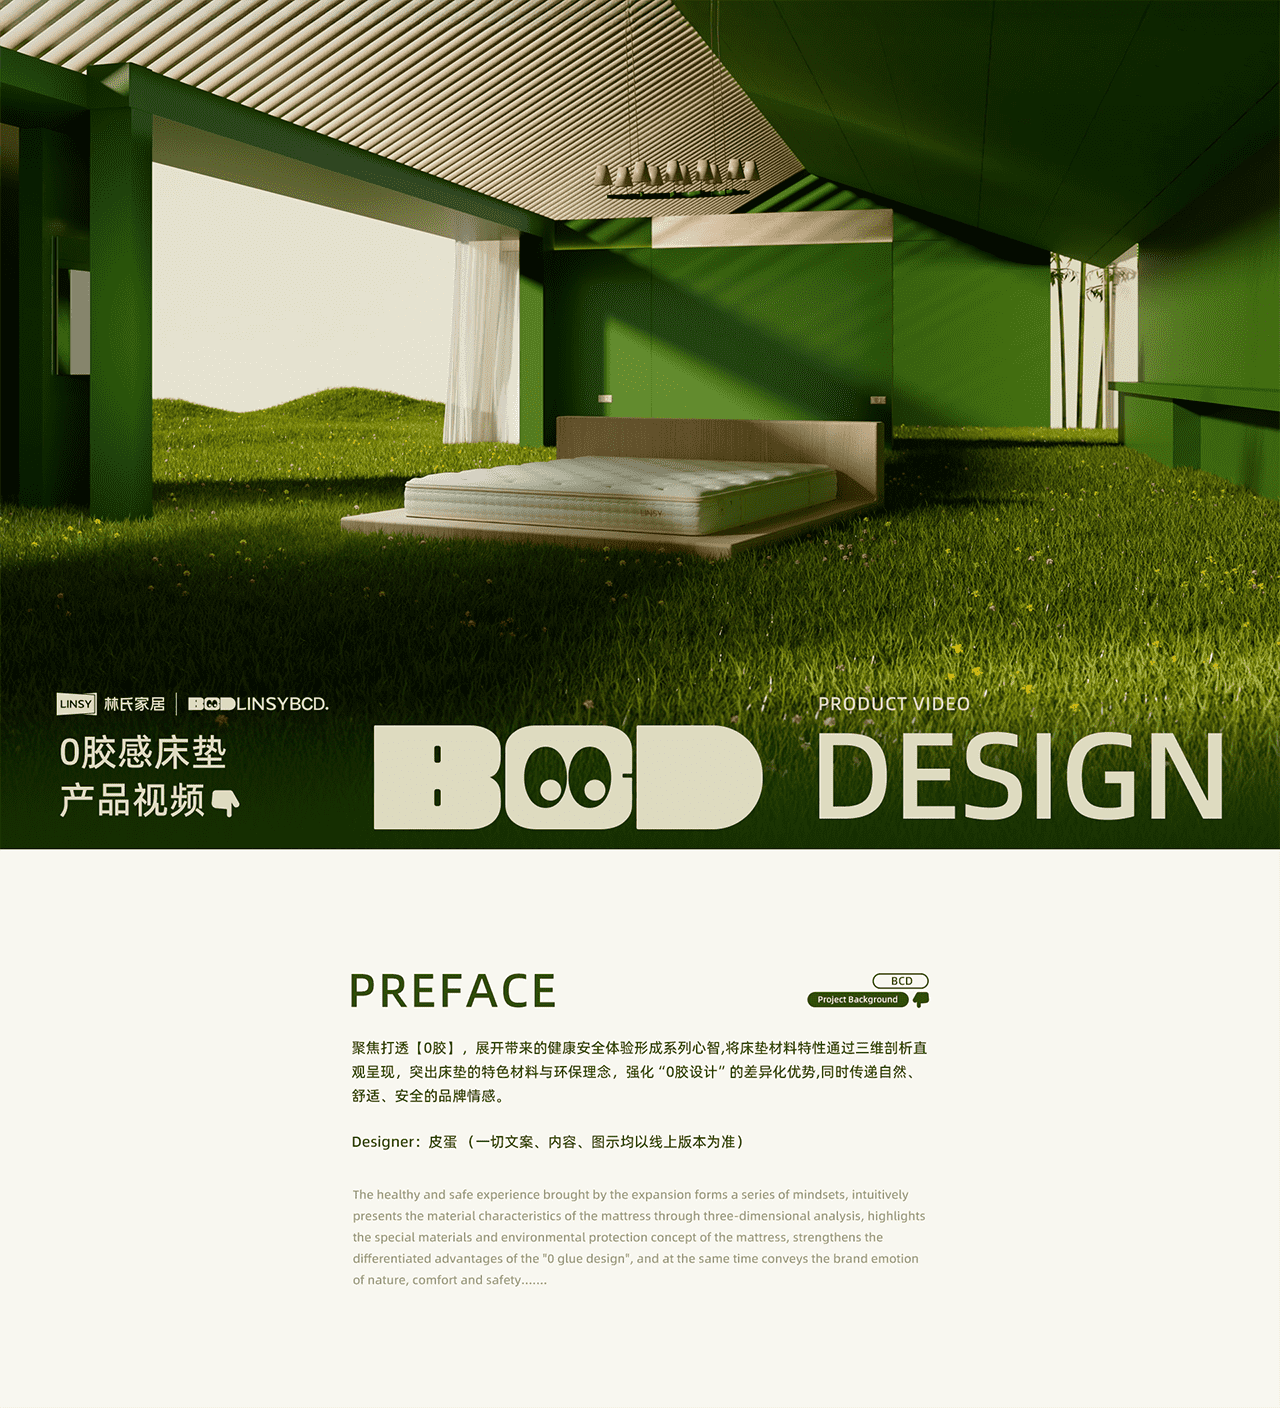 LINSY
LINSY 林氏家居 | BCD LINSYBCD.
PRODUCT VIDEO
0胶感床垫
产品视频
BCD DESIGN
PREFACE
BCD
Project Background
聚焦打透【0胶】，展开带来的健康安全体验形成系列心智,将床垫材料特性通过三维剖析直
观呈现，突出床垫的特色材料与环保理念，强化“0胶设计”的差异化优势,同时传递自然、
舒适、安全的品牌情感。
Designer：皮蛋 （一切文案、内容、图示均以线上版本为准）
The healthy and safe experience brought by the expansion forms a series of mindsets, intuitively
presents the material characteristics of the mattress through three-dimensional analysis, highlights
the special materials and environmental protection concept of the mattress, strengthens the
differentiated advantages of the "0 glue design", and at the same time conveys the brand emotion
of nature, comfort and safety.......